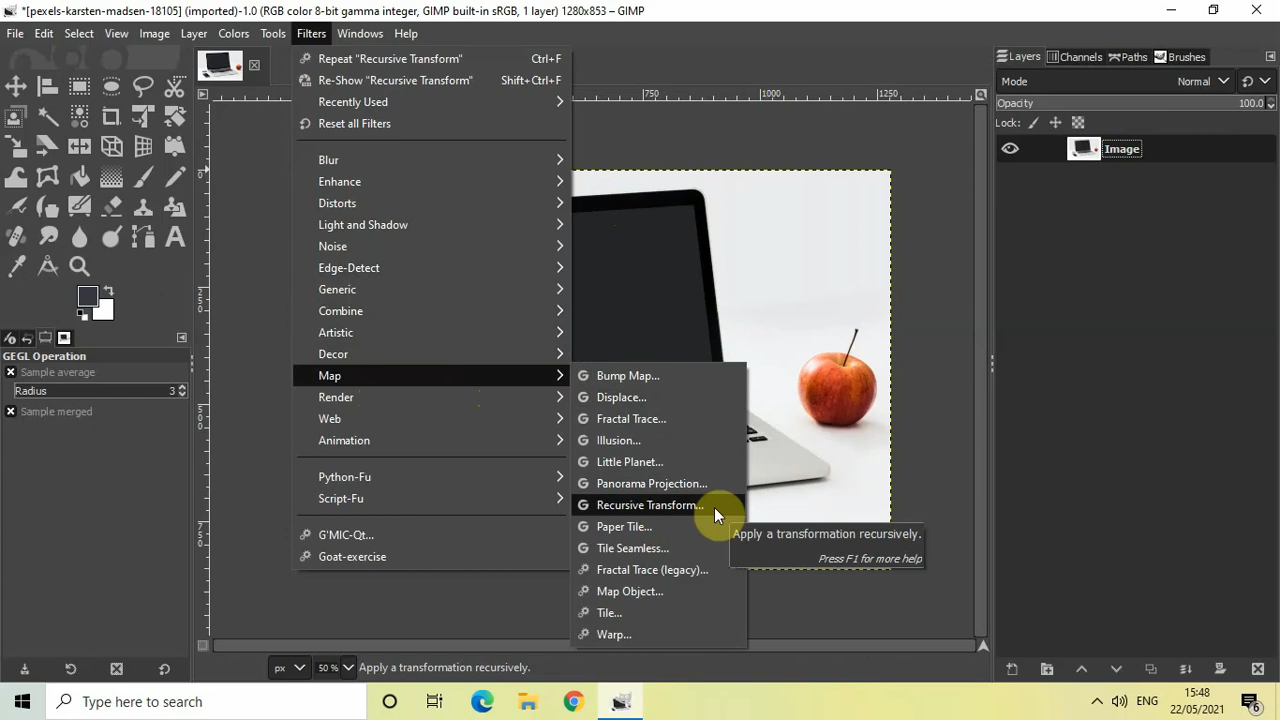 *[pexels-karsten-madsen-18105] (imported)-1.0 (RGB color 8-bit gamma integer, GIMP built-in sRGB, 1 layer) 1280x853 – GIMP
File Edit Select View Image Layer Colors Tools Filters Windows Help
Repeat "Recursive Transform" Ctrl+F
Re-Show "Recursive Transform" Shift+Ctrl+F
Recently Used
Reset all Filters
Blur
Enhance
Distorts
Light and Shadow
Noise
Edge-Detect
Generic
Combine
Artistic
Decor
Map
Render
Web
Animation
Python-Fu
Script-Fu
G'MIC-Qt...
Goat-exercise
Bump Map...
Displace...
Fractal Trace...
Illusion...
Little Planet...
Panorama Projection...
Recursive Transform...
Paper Tile...
Tile Seamless...
Fractal Trace (legacy)...
Map Object...
Tile...
Warp...
Apply a transformation recursively.
Press F1 for more help
750 1000 1250
0
250
500
750
GEGL Operation
Sample average
Radius 3
Sample merged
Layers Channels Paths Brushes
Mode Normal
Opacity 100.0
Lock:
Image
px 50 % Apply a transformation recursively.
Type here to search
ENG
15:48
22/05/2021
6